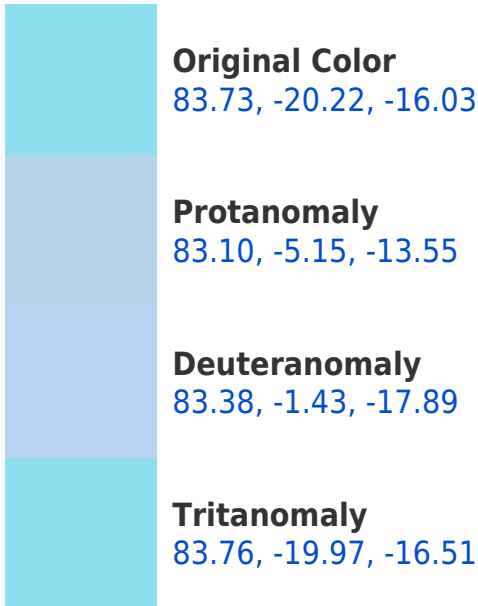 Original Color
83.73, -20.22, -16.03
Protanomaly
83.10, -5.15, -13.55
Deuteranomaly
83.38, -1.43, -17.89
Tritanomaly
83.76, -19.97, -16.51